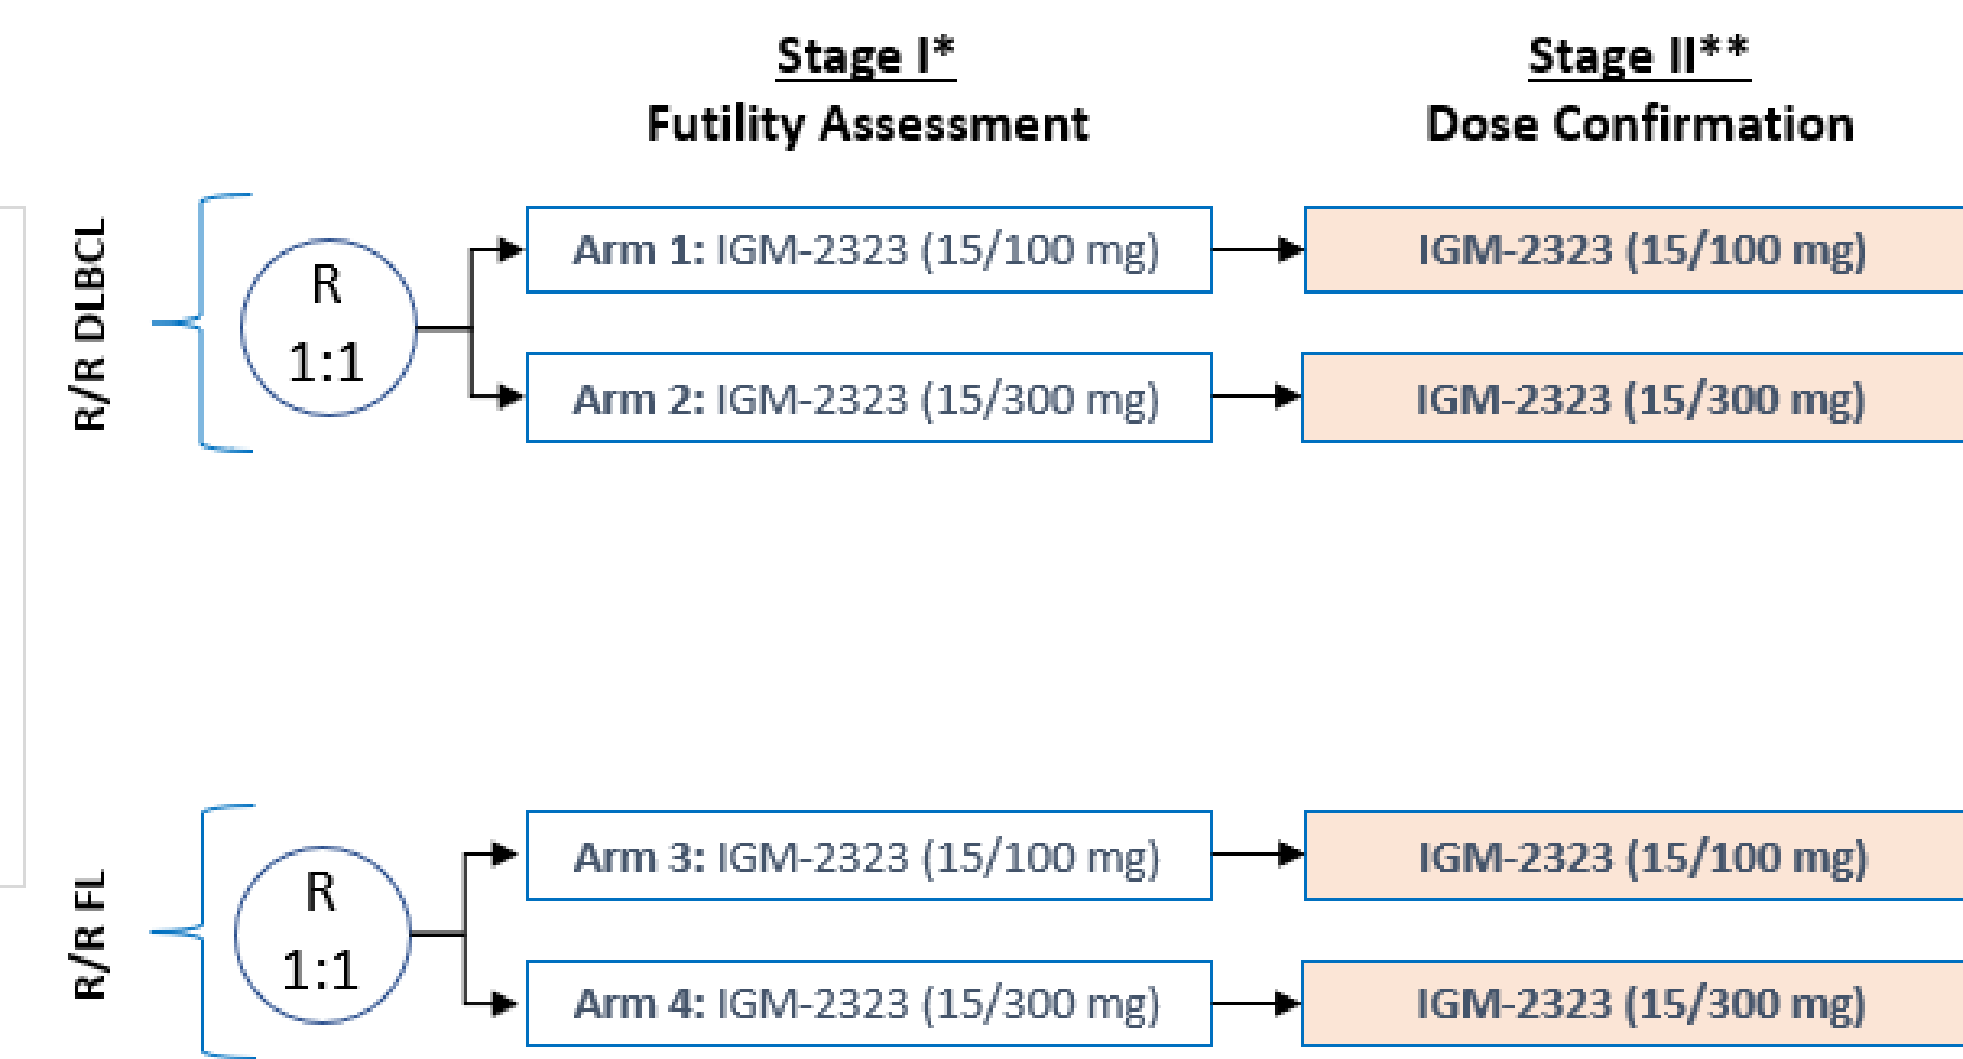 Stage I*
Futility Assessment
Stage II**
Dose Confirmation
R/R DLBCL
R
1:1
Arm 1: IGM-2323 (15/100 mg)
IGM-2323 (15/100 mg)
Arm 2: IGM-2323 (15/300 mg)
IGM-2323 (15/300 mg)
R/R FL
R
1:1
Arm 3: IGM-2323 (15/100 mg)
IGM-2323 (15/100 mg)
Arm 4: IGM-2323 (15/300 mg)
IGM-2323 (15/300 mg)